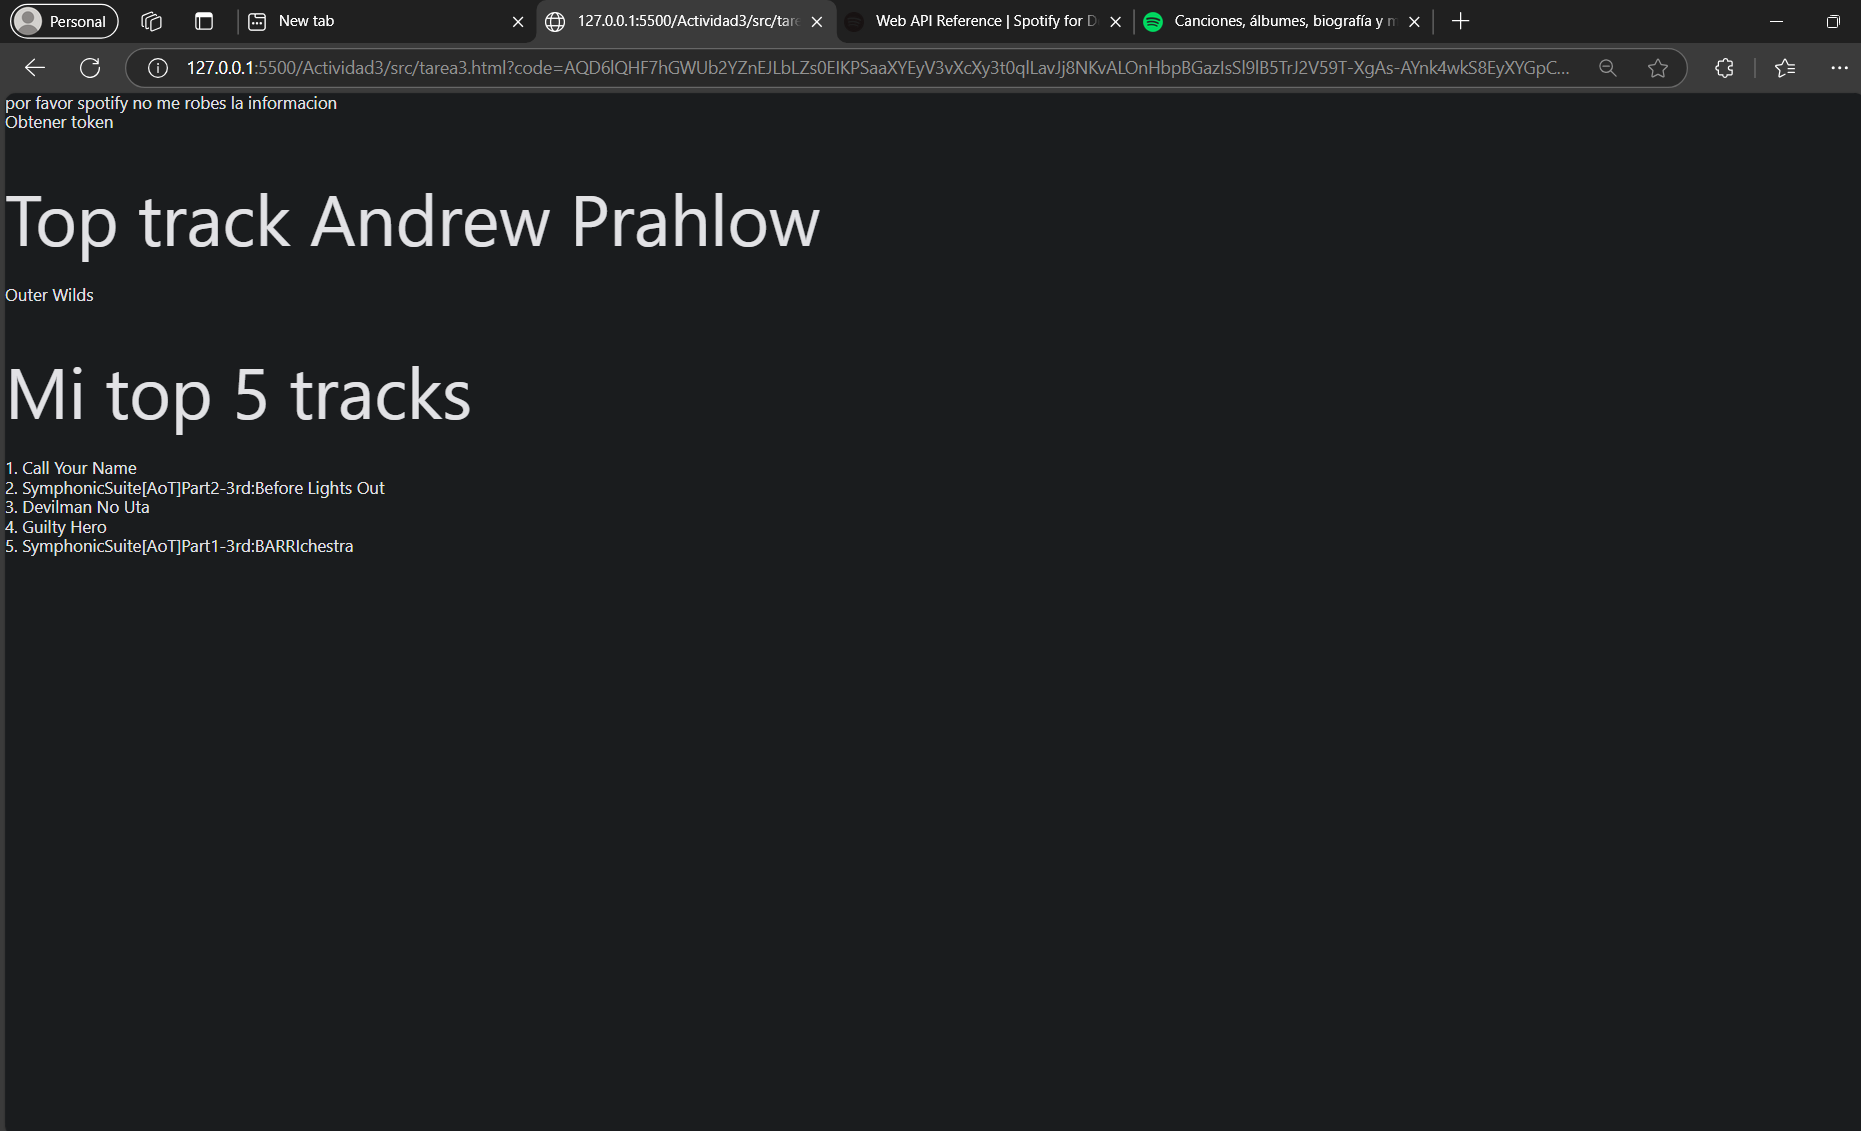 Personal
New tab
127.0.0.1:5500/Actividad3/src/tare
Web API Reference | Spotify for D
Canciones, álbumes, biografía y m
127.0.0.1:5500/Actividad3/src/tarea3.html?code=AQD6lQHF7hGWUb2YZnEJLbLZs0EIKPSaaXYEyV3vXcXy3t0qlLavJj8NKvALOnHbpBGazIsSl9lB5TrJ2V59T-XgAs-AYnk4wkS8EyXYGpC...
por favor spotify no me robes la informacion
Obtener token
Top track Andrew Prahlow
Outer Wilds
Mi top 5 tracks
1. Call Your Name
2. SymphonicSuite[AoT]Part2-3rd:Before Lights Out
3. Devilman No Uta
4. Guilty Hero
5. SymphonicSuite[AoT]Part1-3rd:BARRIchestra